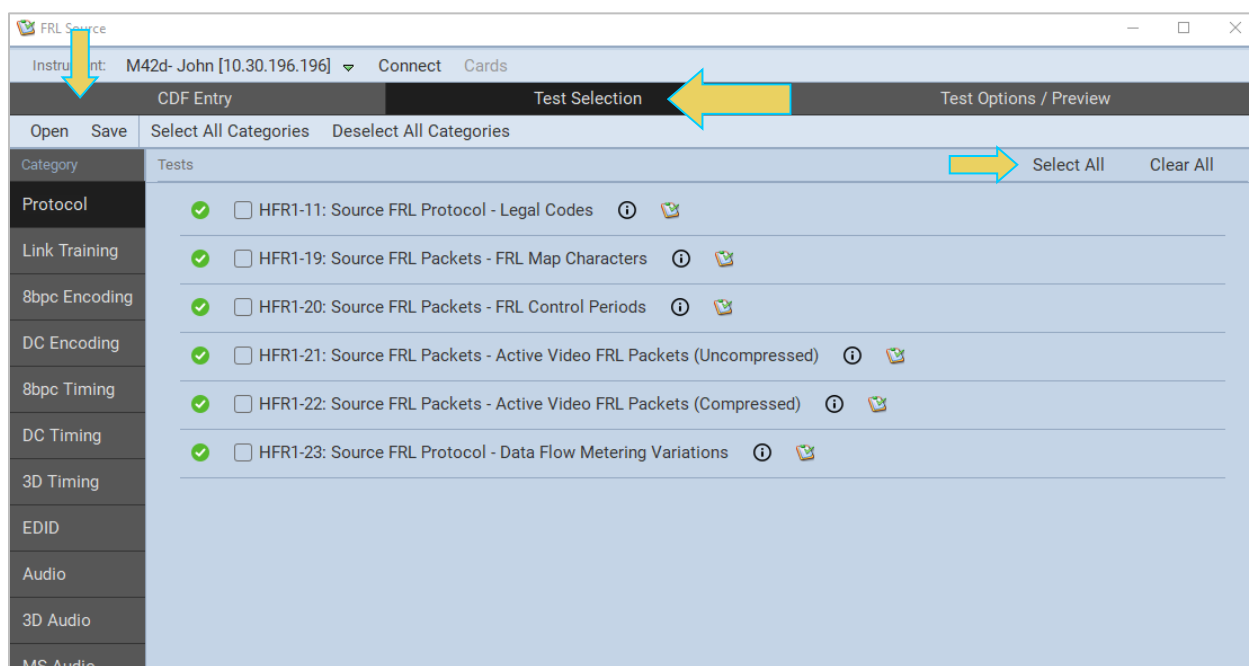 FRL Source
Instrument: M42d- John [10.30.196.196] Connect Cards
CDF Entry Test Selection Test Options / Preview
Open Save Select All Categories Deselect All Categories
Category Tests Select All Clear All
Protocol
HFR1-11: Source FRL Protocol - Legal Codes
Link Training
HFR1-19: Source FRL Packets - FRL Map Characters
8bpc Encoding
HFR1-20: Source FRL Packets - FRL Control Periods
DC Encoding
HFR1-21: Source FRL Packets - Active Video FRL Packets (Uncompressed)
8bpc Timing
HFR1-22: Source FRL Packets - Active Video FRL Packets (Compressed)
DC Timing
HFR1-23: Source FRL Protocol - Data Flow Metering Variations
3D Timing
EDID
Audio
3D Audio
MS Audio